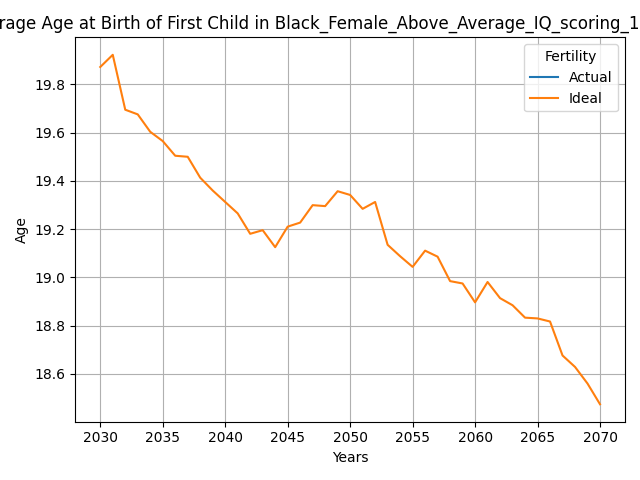 rage Age at Birth of First Child in Black_Female_Above_Average_IQ_scoring_1
Fertility
Actual
Ideal
19.8
19.6
19.4
19.2
19.0
18.8
18.6
Age
2030 2035 2040 2045 2050 2055 2060 2065 2070
Years